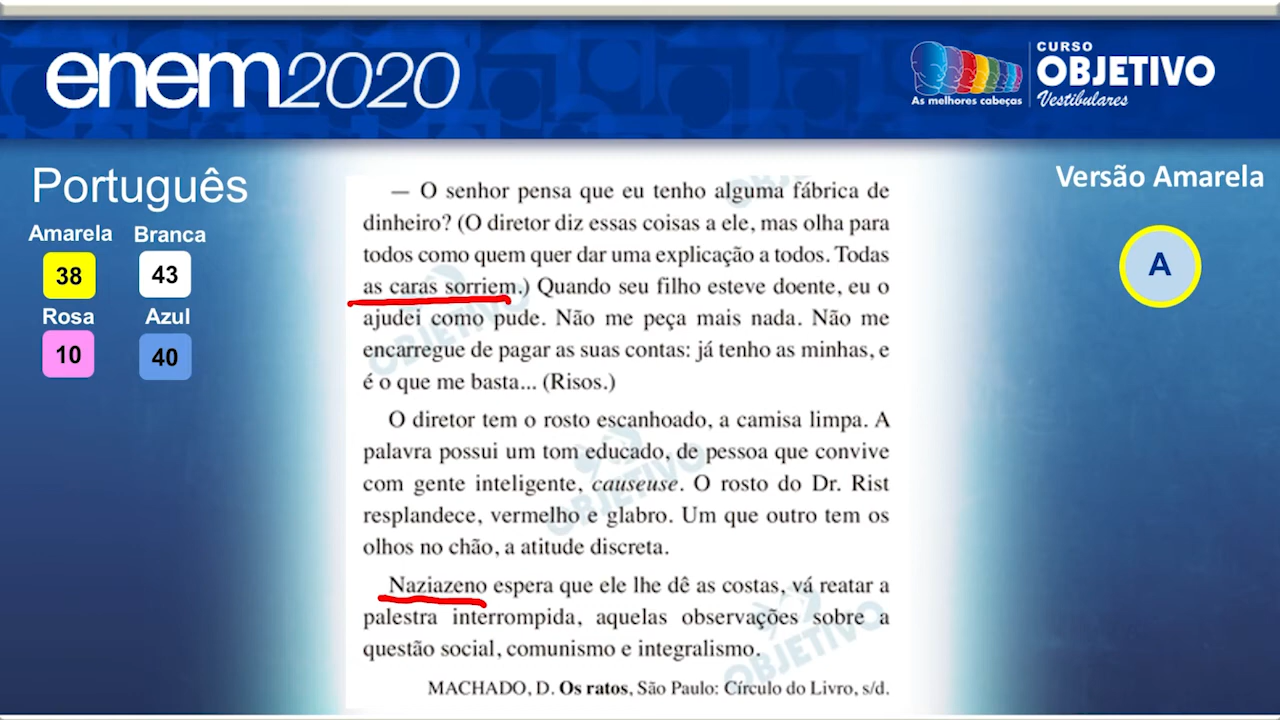 enem2020
CURSO
OBJETIVO
As melhores cabeças
Vestibulares
Português
Amarela Branca
38 43
Rosa Azul
10 40
Versão Amarela
A
— O senhor pensa que eu tenho alguma fábrica de
dinheiro? (O diretor diz essas coisas a ele, mas olha para
todos como quem quer dar uma explicação a todos. Todas
as caras sorriem.) Quando seu filho esteve doente, eu o
ajudei como pude. Não me peça mais nada. Não me
encarregue de pagar as suas contas: já tenho as minhas, e
é o que me basta... (Risos.)
O diretor tem o rosto escanhoado, a camisa limpa. A
palavra possui um tom educado, de pessoa que convive
com gente inteligente, causeuse. O rosto do Dr. Rist
resplandece, vermelho e glabro. Um que outro tem os
olhos no chão, a atitude discreta.
Naziazeno espera que ele lhe dê as costas, vá reatar a
palestra interrompida, aquelas observações sobre a
questão social, comunismo e integralismo.
MACHADO, D. Os ratos, São Paulo: Círculo do Livro, s/d.
OBJETIVO
OBJETIVO
OBJETIVO